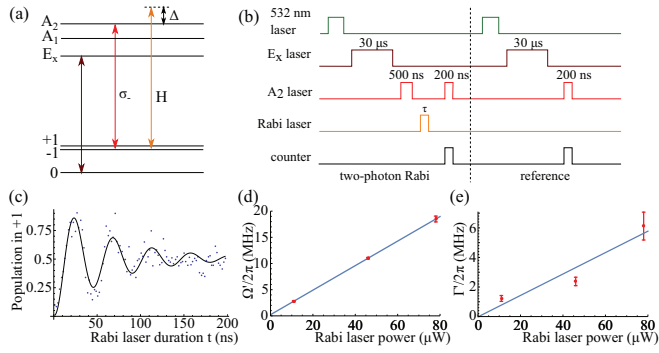 (a)
A2
A1
Ex
Δ
σ-
H
+1
-1
0
(b)
532 nm
laser
Ex laser
30 μs
30 μs
A2 laser
500 ns
200 ns
200 ns
Rabi laser
τ
counter
two-photon Rabi
reference
(c)
Population in +1
0.75
0.5
0.25
0
50
100
150
200
Rabi laser duration t (ns)
(d)
Ω'/2π (MHz)
20
15
10
5
0
0
20
40
60
80
Rabi laser power (μW)
(e)
Γ'/2π (MHz)
6
4
2
0
0
20
40
60
80
Rabi laser power (μW)